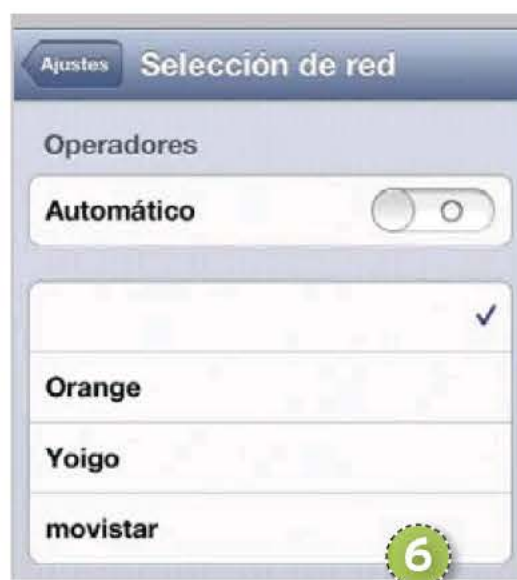 Ajustes
Selección de red
Operadores
Automático
Orange
Yoigo
movistar
6